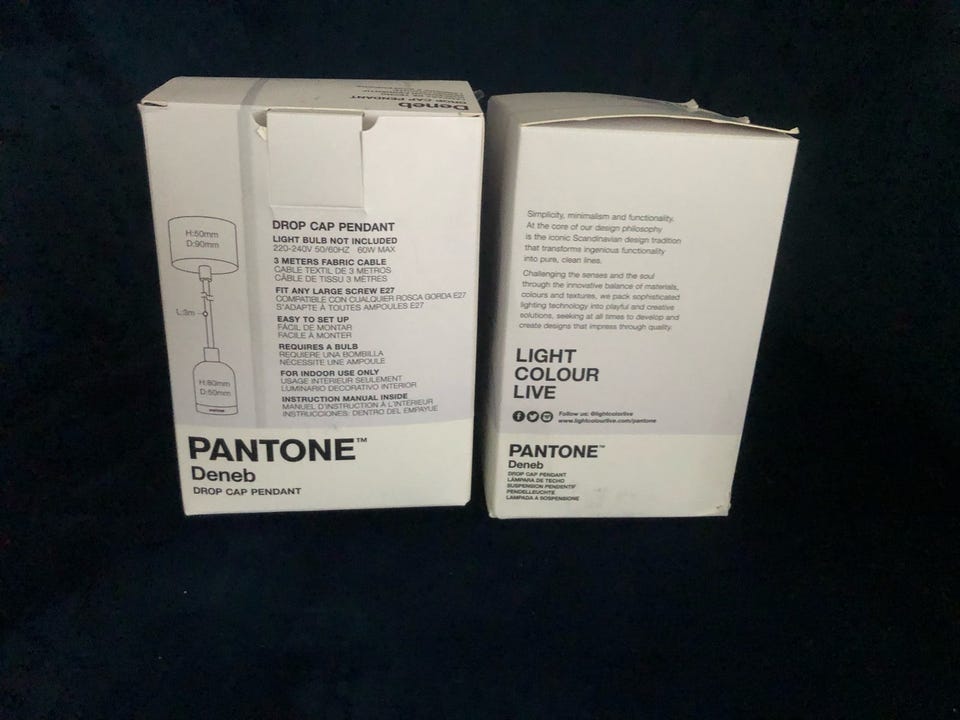 Deneb
DROP CAP PENDANT
H:50mm
D:90mm
L:3m
H:80mm
D:50mm
DROP CAP PENDANT
LIGHT BULB NOT INCLUDED
220-240V 50/60HZ 60W MAX
3 METERS FABRIC CABLE
CABLE TEXTIL DE 3 METROS
CÂBLE DE TISSU 3 MÈTRES
FIT ANY LARGE SCREW E27
COMPATIBLE CON CUALQUIER ROSCA GORDA E27
S'ADAPTE À TOUTES AMPOULES E27
EASY TO SET UP
FÁCIL DE MONTAR
FACILE À MONTER
REQUIRES A BULB
REQUIERE UNA BOMBILLA
NÉCESSITE UNE AMPOULE
FOR INDOOR USE ONLY
USAGE INTÉRIEUR SEULEMENT
LUMINARIO DECORATIVO INTERIOR
INSTRUCTION MANUAL INSIDE
MANUEL D'INSTRUCTION À L'INTÉRIEUR
INSTRUCCIONES: DENTRO DEL EMPAYUE
PANTONE™
Deneb
DROP CAP PENDANT
Simplicity, minimalism and functionality.
At the core of our design philosophy
is the iconic Scandinavian design tradition
that transforms ingenious functionality
into pure, clean lines.
Challenging the senses and the soul
through the innovative balance of materials,
colours and textures, we pack sophisticated
lighting technology into playful and creative
solutions, seeking at all times to develop and
create designs that impress through quality.
LIGHT
COLOUR
LIVE
Follow us: @lightcolorlive
www.lightcolourlive.com/pantone
PANTONE™
Deneb
DROP CAP PENDANT
LÁMPARA DE TECHO
SUSPENSION PENDENTIF
PENDELLEUCHTE
LAMPADA A SOSPENSIONE